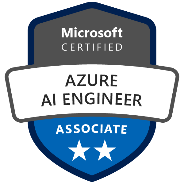 Microsoft
CERTIFIED
AZURE
AI ENGINEER
ASSOCIATE